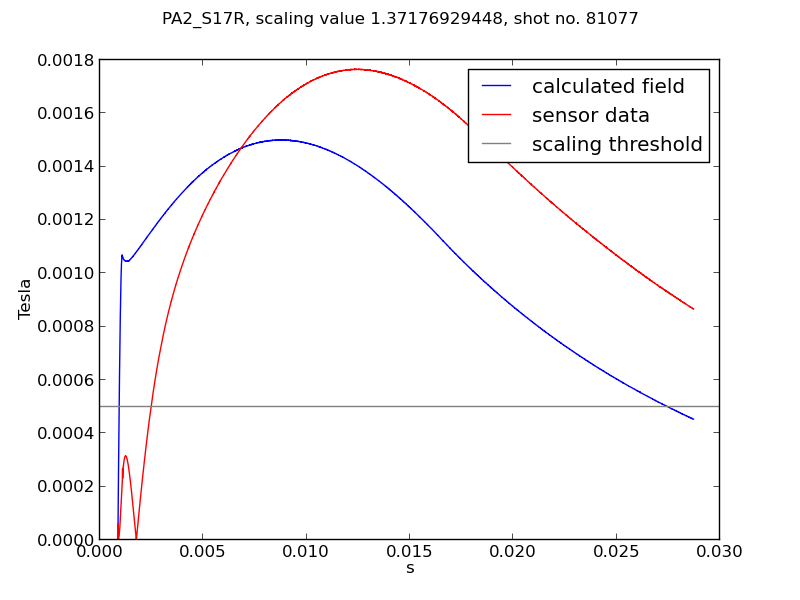 PA2_S17R, scaling value 1.37176929448, shot no. 81077
calculated field
sensor data
scaling threshold
Tesla
0.0018
0.0016
0.0014
0.0012
0.0010
0.0008
0.0006
0.0004
0.0002
0.0000
0.000 0.005 0.010 0.015 0.020 0.025 0.030
s